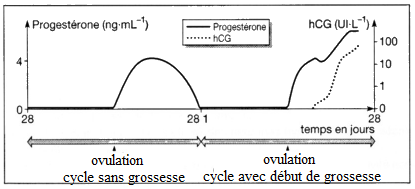 Progestérone (ng·mL⁻¹)
Progestérone
hCG
hCG (UI·L⁻¹)
4
0
100
10
1
0
28
28 1
28
temps en jours
ovulation
cycle sans grossesse
ovulation
cycle avec début de grossesse